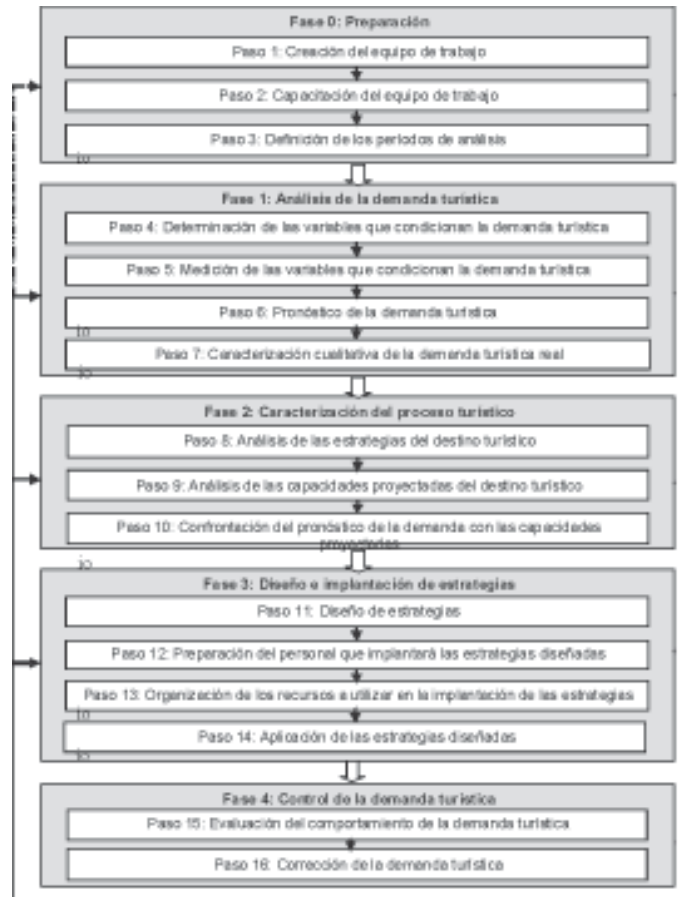 Fase 0: Preparación
Paso 1: Creación del equipo de trabajo
Paso 2: Capacitación del equipo de trabajo
Paso 3: Definición de los períodos de análisis
io
Fase 1: Análisis de la demanda turística
Paso 4: Determinación de las variables que condicionan la demanda turística
Paso 5: Medición de las variables que condicionan la demanda turística
Paso 6: Pronóstico de la demanda turística
io
Paso 7: Caracterización cualitativa de la demanda turística real
io
Fase 2: Caracterización del proceso turístico
Paso 8: Análisis de las estrategias del destino turístico
Paso 9: Análisis de las capacidades proyectadas del destino turístico
Paso 10: Confrontación del pronóstico de la demanda con las capacidades
proyectadas
io
Fase 3: Diseño e implantación de estrategias
Paso 11: Diseño de estrategias
Paso 12: Preparación del personal que implantará las estrategias diseñadas
Paso 13: Organización de los recursos a utilizar en la implantación de las estrategias
io
Paso 14: Aplicación de las estrategias diseñadas
io
Fase 4: Control de la demanda turística
Paso 15: Evaluación del comportamiento de la demanda turística
Paso 16: Corrección de la demanda turística